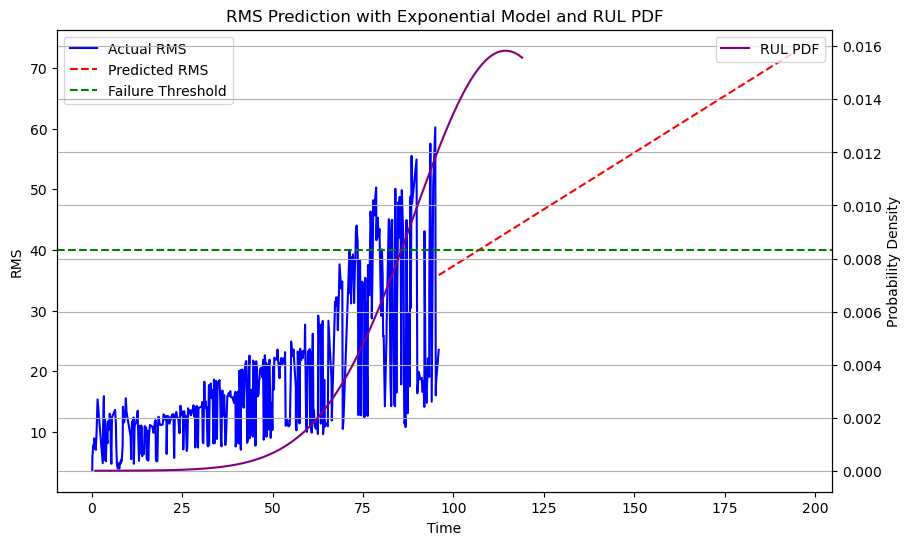 RMS Prediction with Exponential Model and RUL PDF
Actual RMS
Predicted RMS
Failure Threshold
RUL PDF
RMS
70
60
50
40
30
20
10
0.016
0.014
0.012
0.010
0.008
0.006
0.004
0.002
0.000
Probability Density
0 25 50 75 100 125 150 175 200
Time